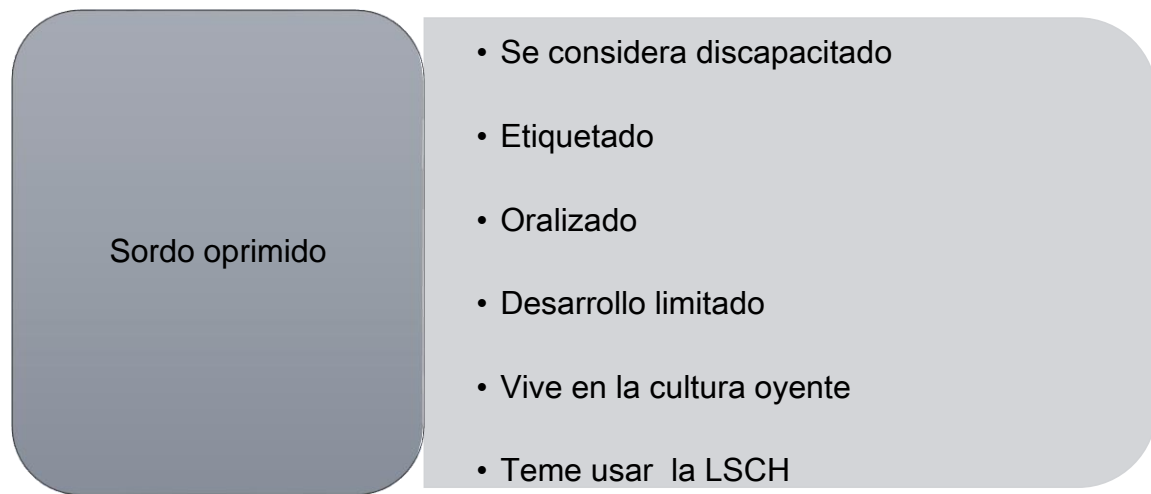 Sordo oprimido
• Se considera discapacitado
• Etiquetado
• Oralizado
• Desarrollo limitado
• Vive en la cultura oyente
• Teme usar  la LSCH